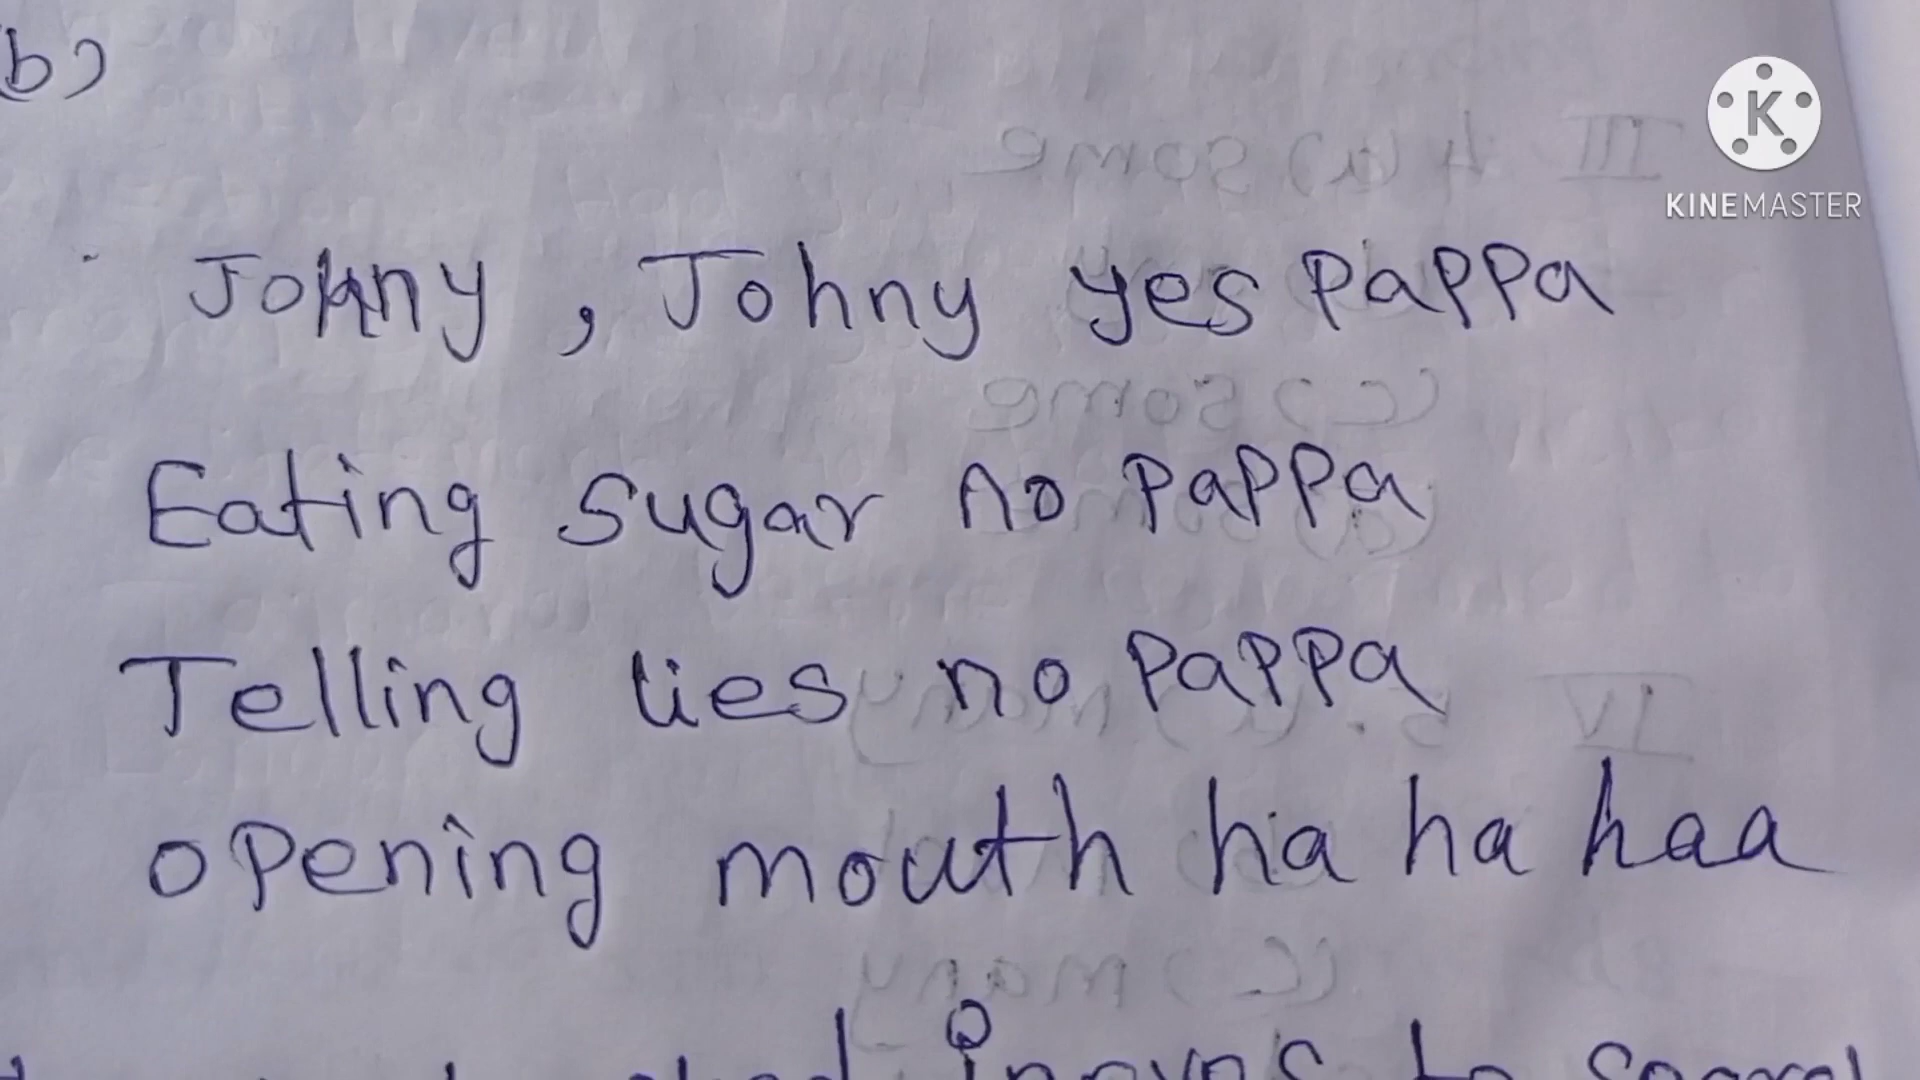 (b)
Johny , Johny yes pappa
Eating sugar no pappa
Telling lies no pappa
opening mouth ha ha haa
KINEMASTER